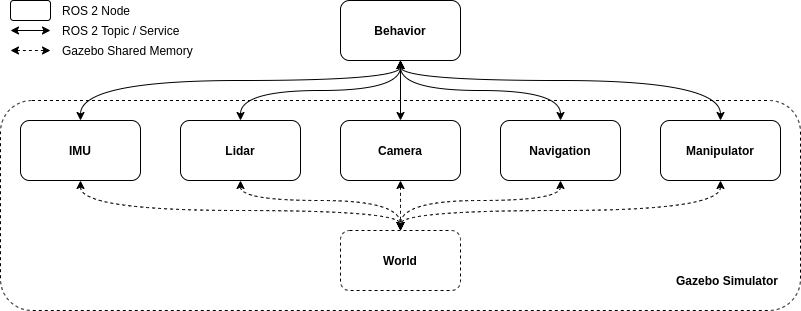 ROS 2 Node
ROS 2 Topic / Service
Gazebo Shared Memory
Behavior
IMU
Lidar
Camera
Navigation
Manipulator
World
Gazebo Simulator